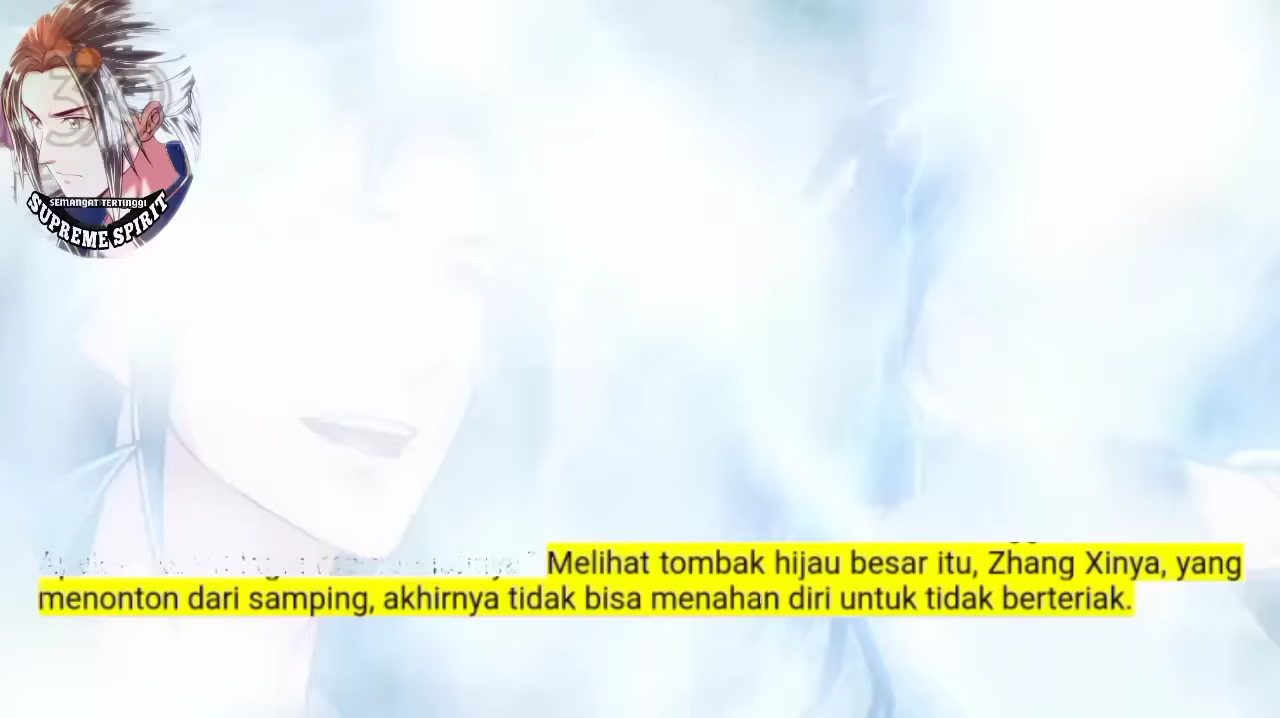 SEMANGAT TERTINGGI
SUPREME SPIRIT
Melihat tombak hijau besar itu, Zhang Xinya, yang
menonton dari samping, akhirnya tidak bisa menahan diri untuk tidak berteriak.